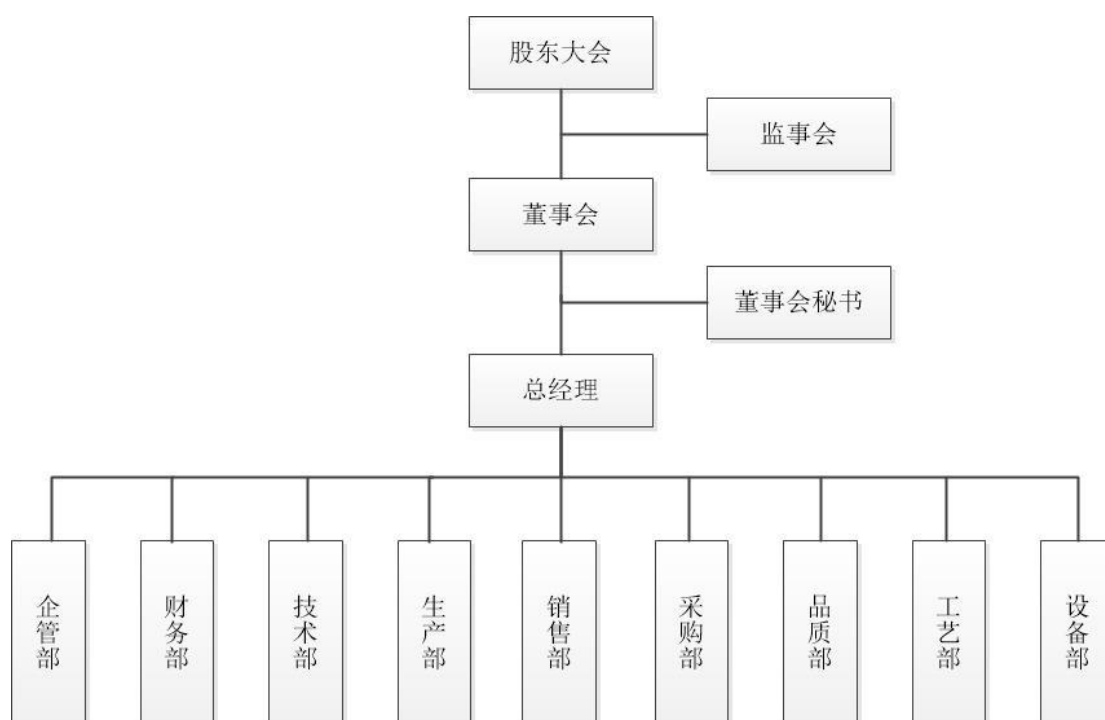 股东大会
监事会
董事会
董事会秘书
总经理
企管部
财务部
技术部
生产部
销售部
采购部
品质部
工艺部
设备部